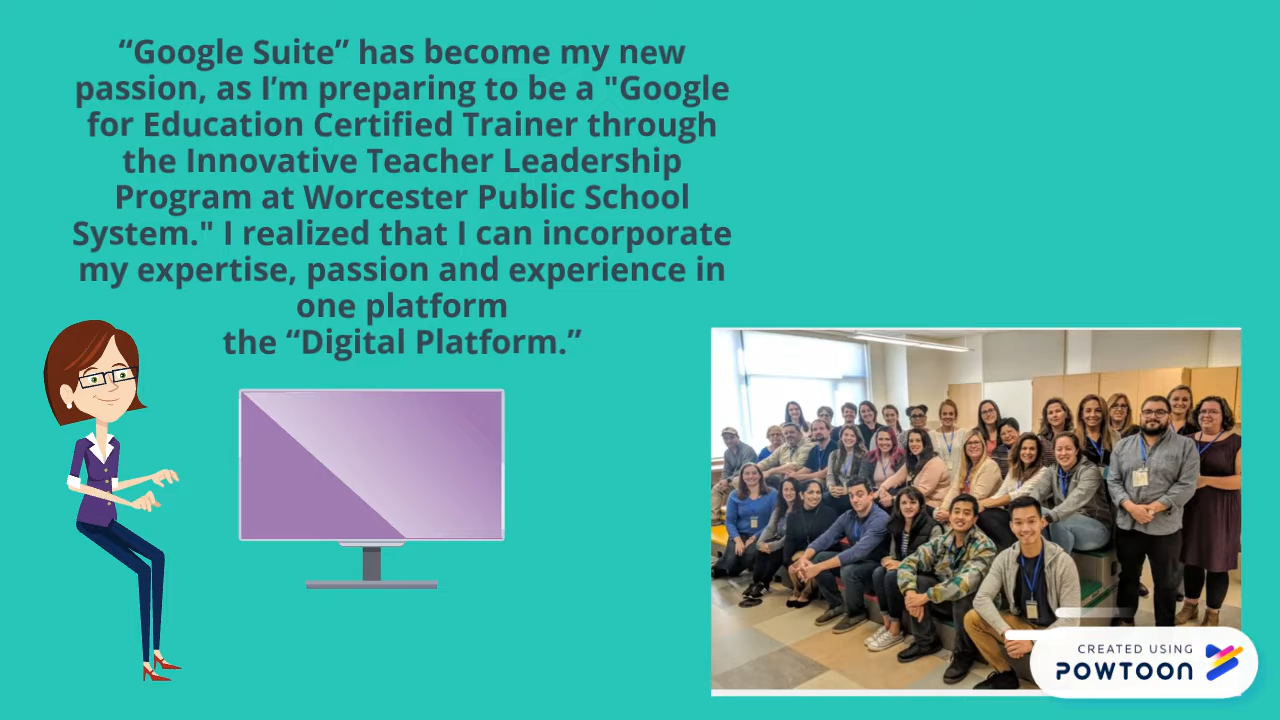 “Google Suite” has become my new
passion, as I’m preparing to be a "Google
for Education Certified Trainer through
the Innovative Teacher Leadership
Program at Worcester Public School
System." I realized that I can incorporate
my expertise, passion and experience in
one platform
the “Digital Platform.”
CREATED USING
POWTOON